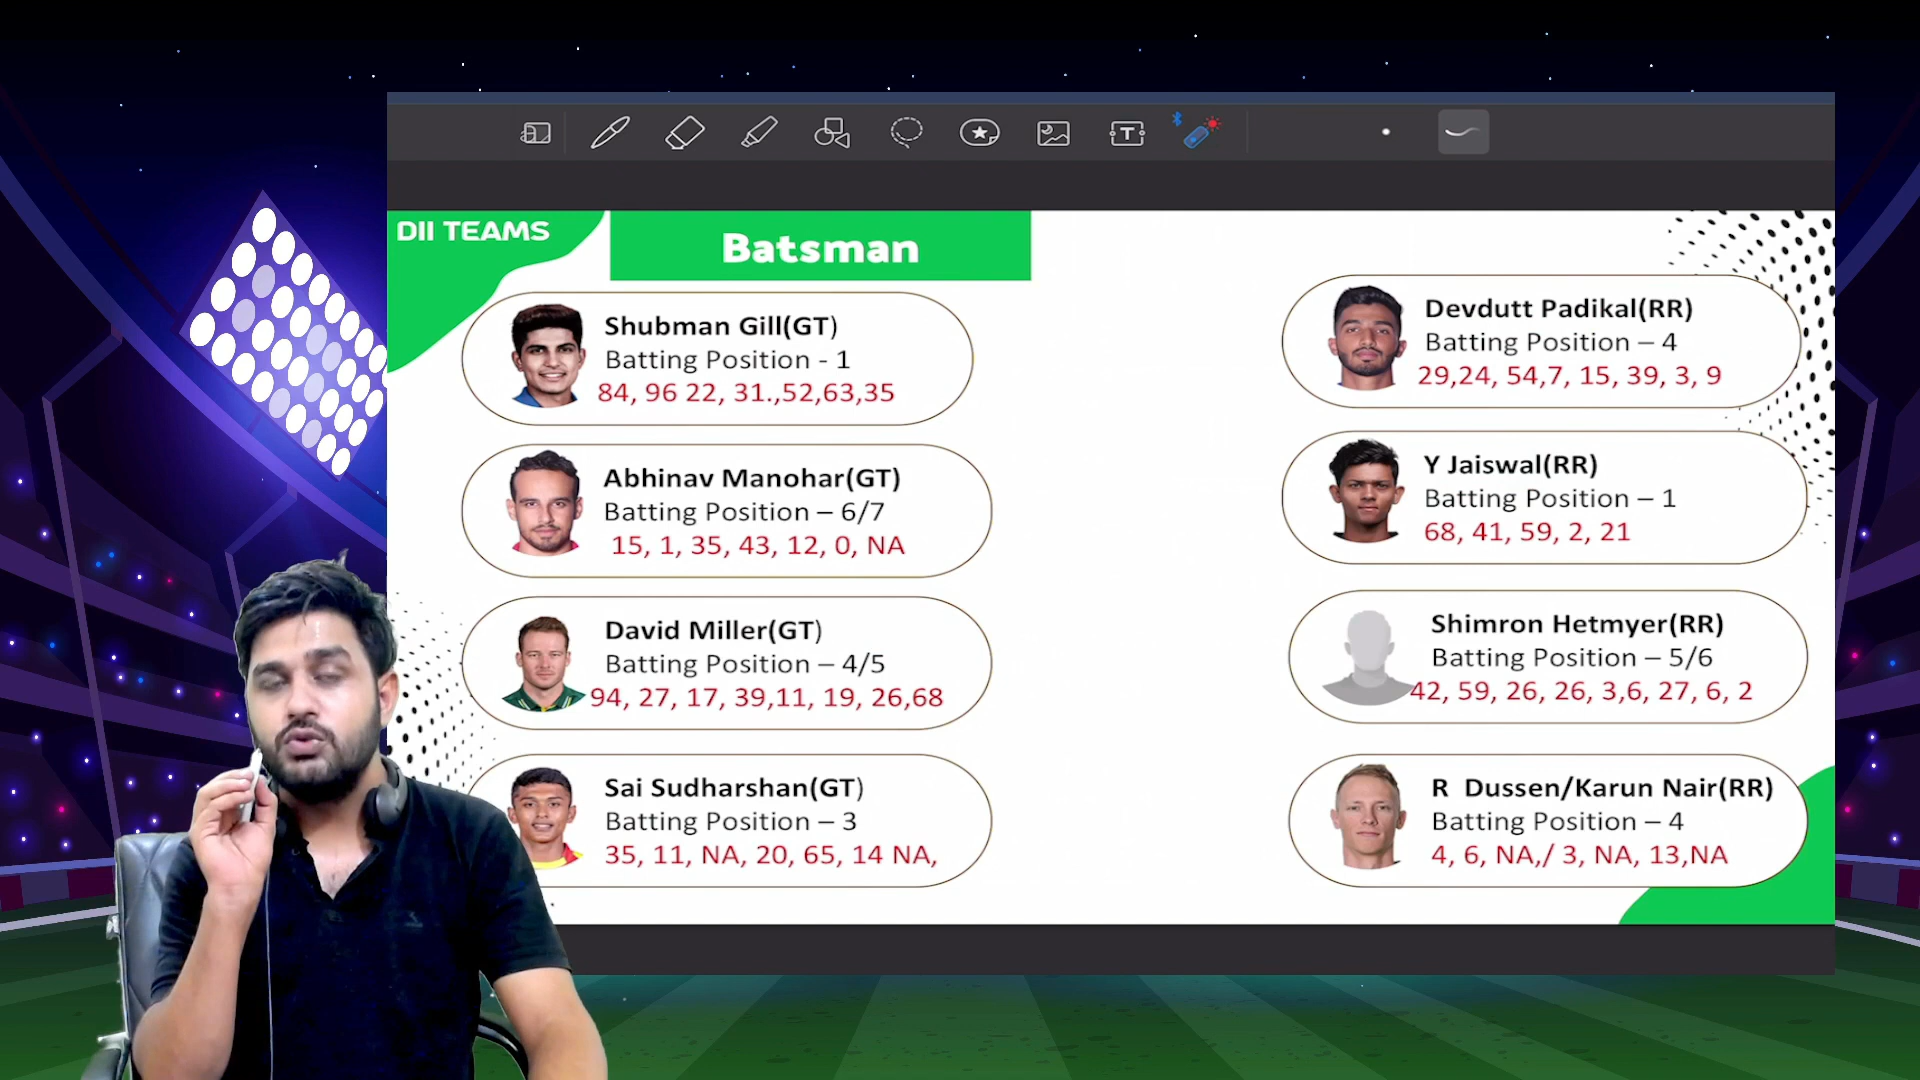 DII TEAMS
Batsman
Shubman Gill(GT)
Batting Position - 1
84, 96 22, 31.,52,63,35
Abhinav Manohar(GT)
Batting Position – 6/7
15, 1, 35, 43, 12, 0, NA
David Miller(GT)
Batting Position – 4/5
94, 27, 17, 39,11, 19, 26,68
Sai Sudharshan(GT)
Batting Position – 3
35, 11, NA, 20, 65, 14 NA,
Devdutt Padikal(RR)
Batting Position – 4
29,24, 54,7, 15, 39, 3, 9
Y Jaiswal(RR)
Batting Position – 1
68, 41, 59, 2, 21
Shimron Hetmyer(RR)
Batting Position – 5/6
42, 59, 26, 26, 3,6, 27, 6, 2
R Dussen/Karun Nair(RR)
Batting Position – 4
4, 6, NA,/ 3, NA, 13,NA